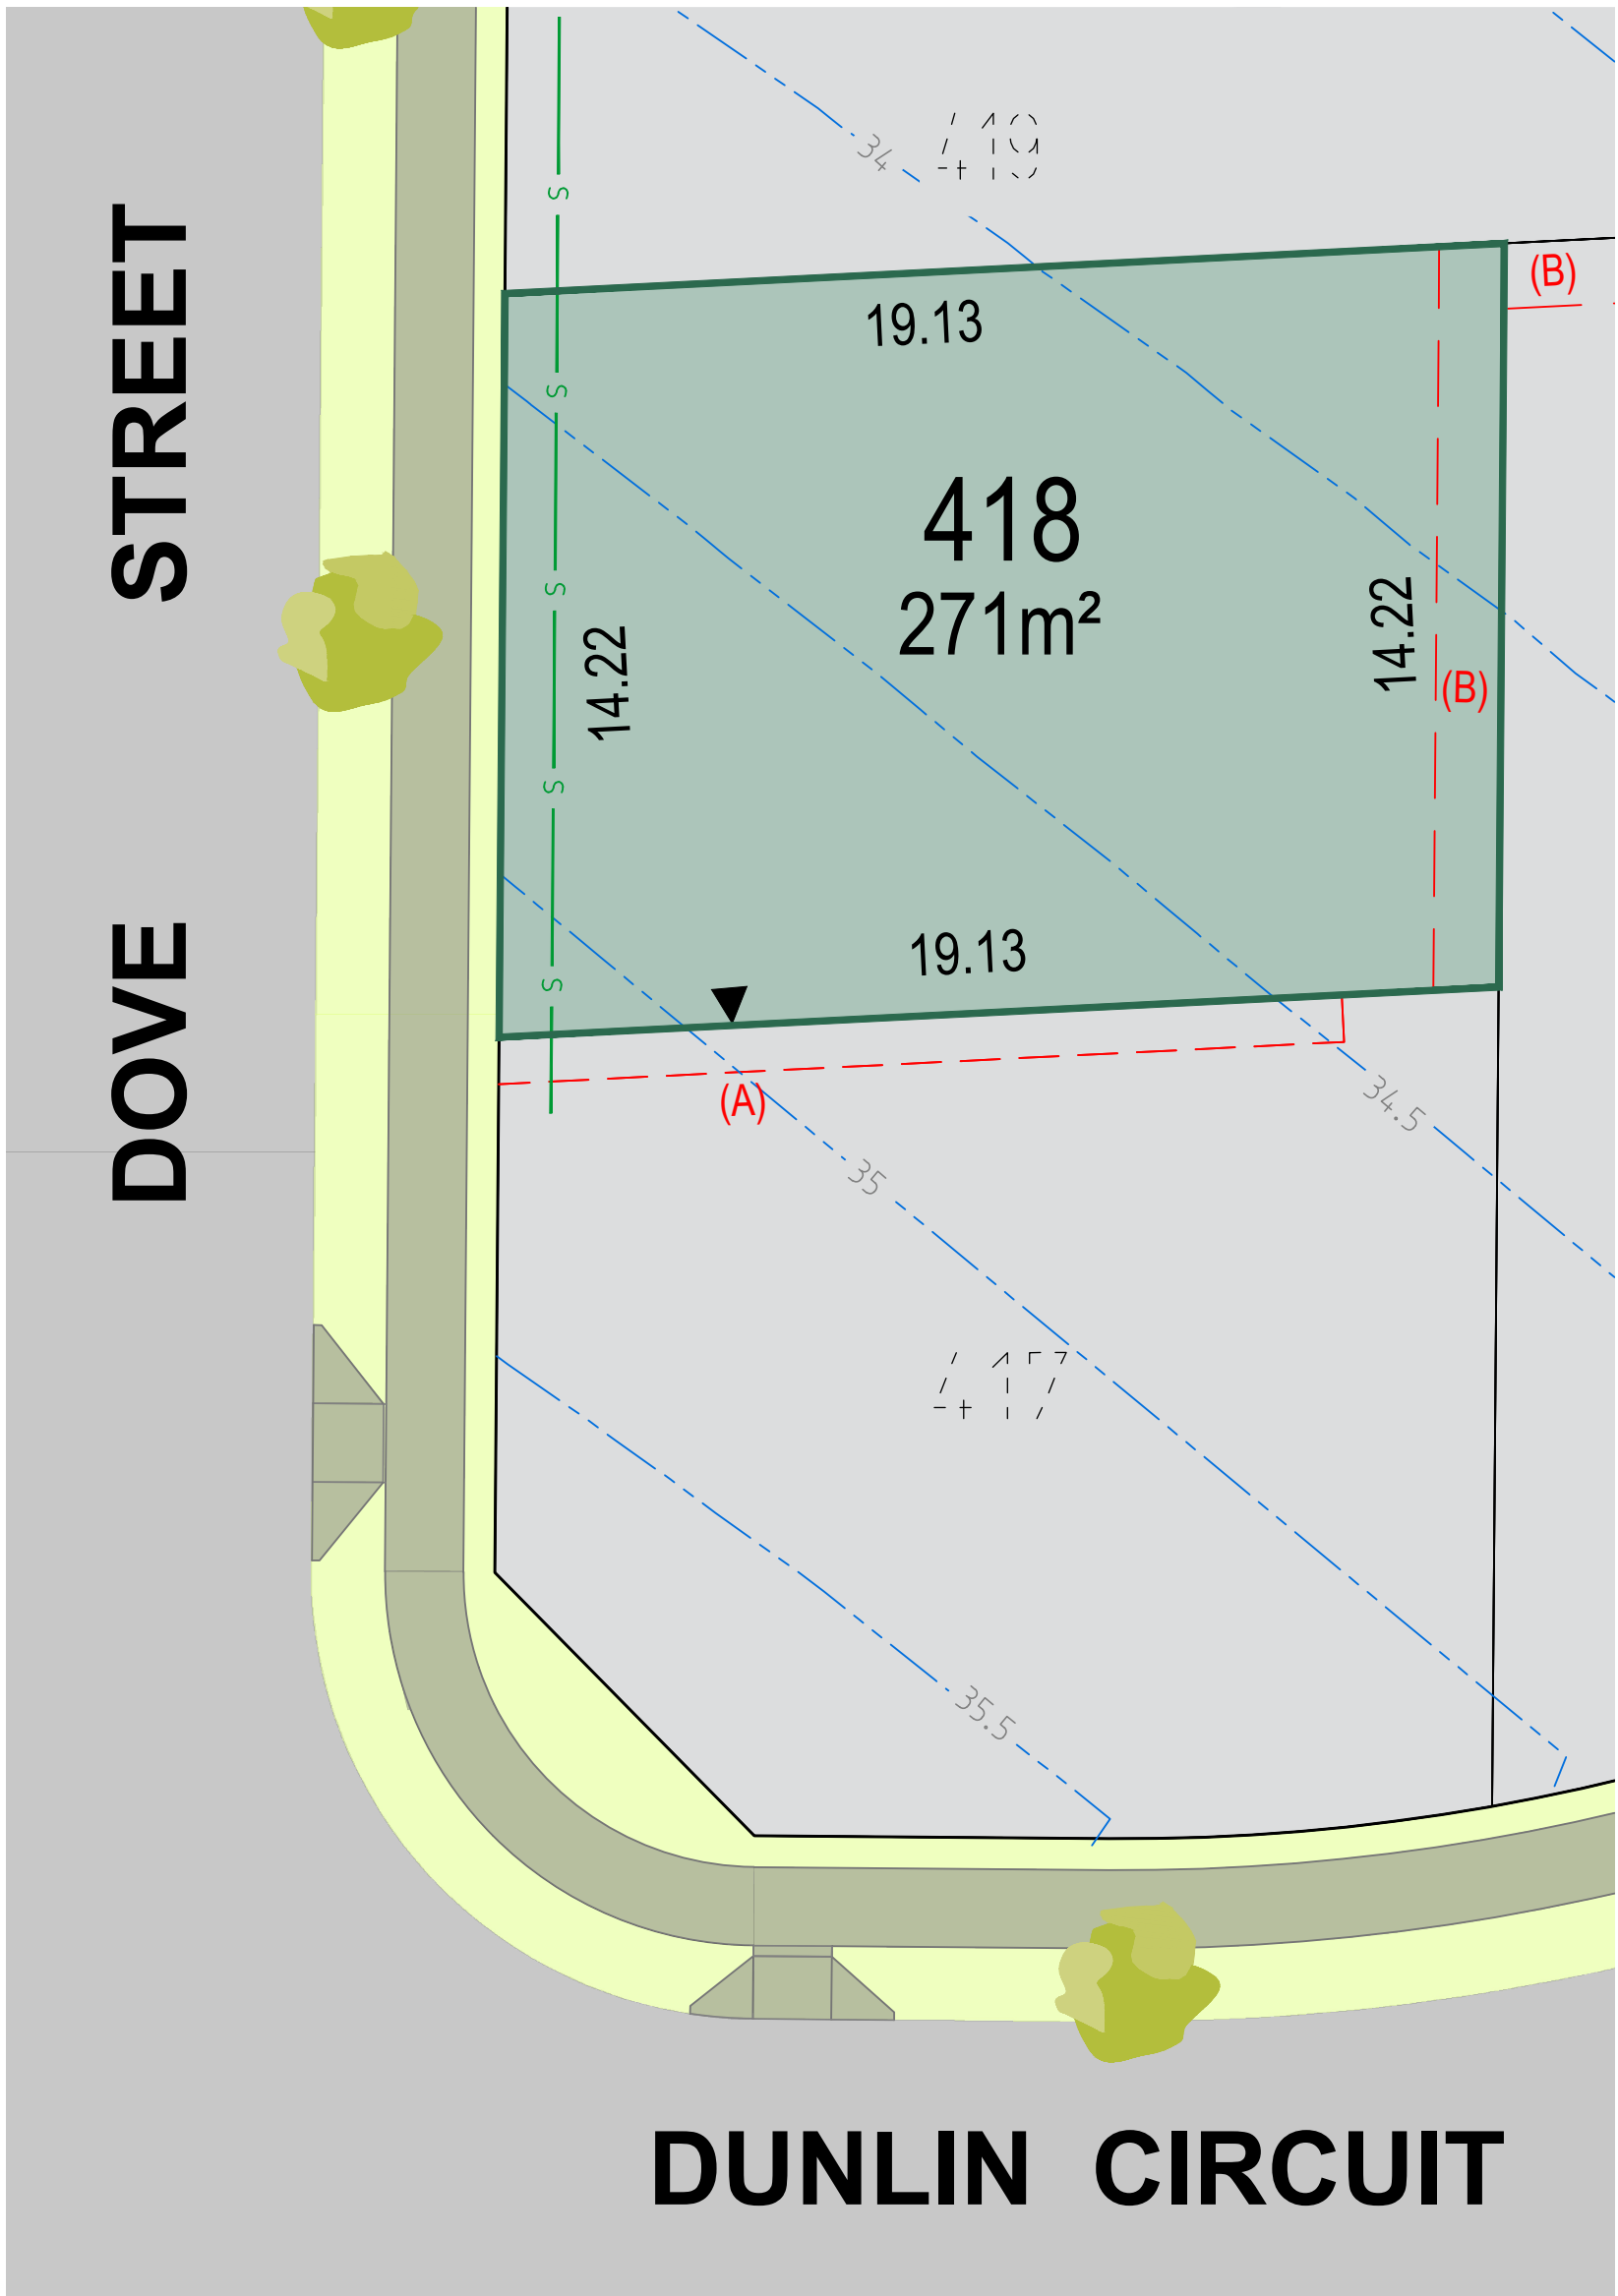 34
419
(B)
19.13
S
S
418
271m²
STREET
S
14.22
14.22
(B)
S
19.13
S
DOVE
(A)
34.5
35
417
35.5
DUNLIN CIRCUIT